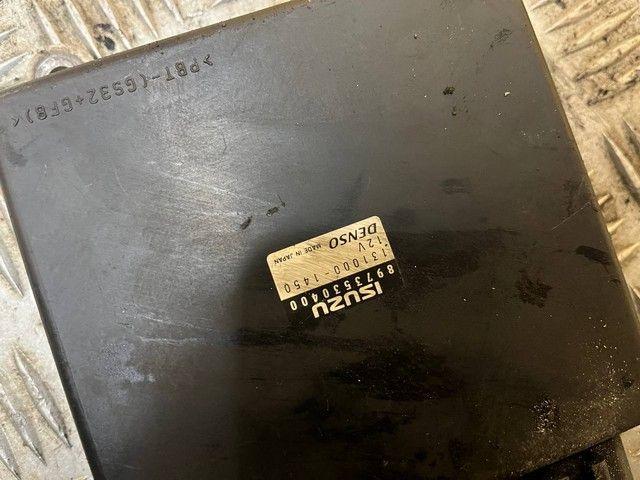 >PBT-(GS32+GF8)<
ISUZU
8973530400
131000-1450
12V
DENSO MADE IN JAPAN